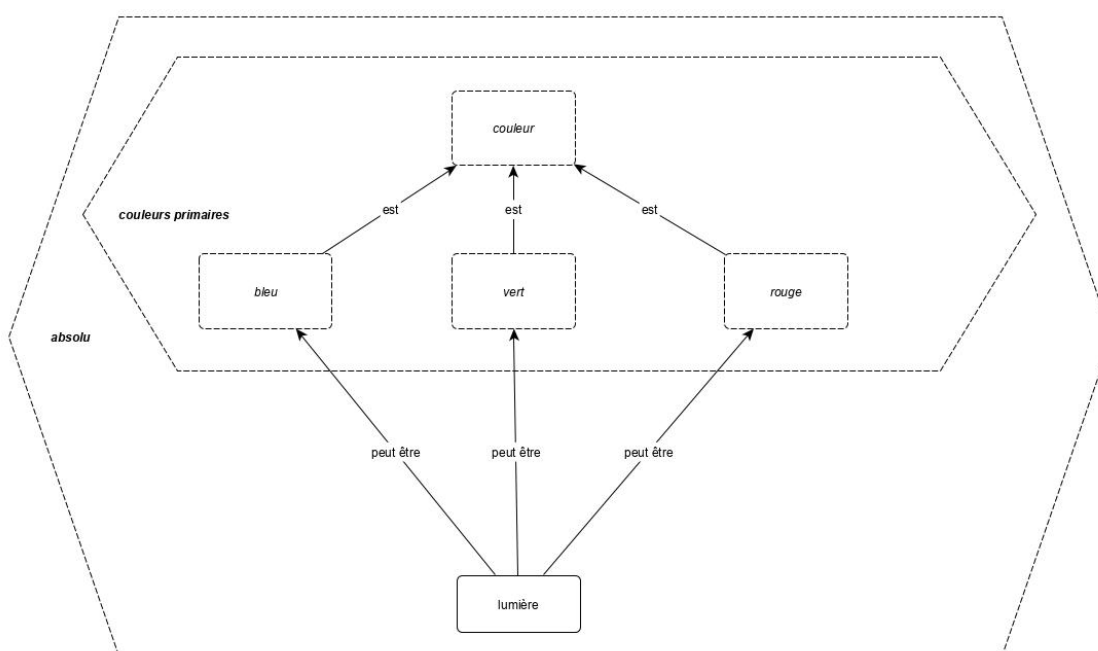 couleur
est
est
est
couleurs primaires
bleu
vert
rouge
absolu
peut être
peut être
peut être
lumière